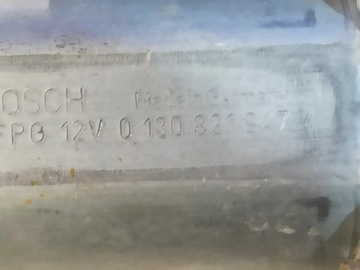 OSCH Made in Germany
FPG 12V 0 130 821